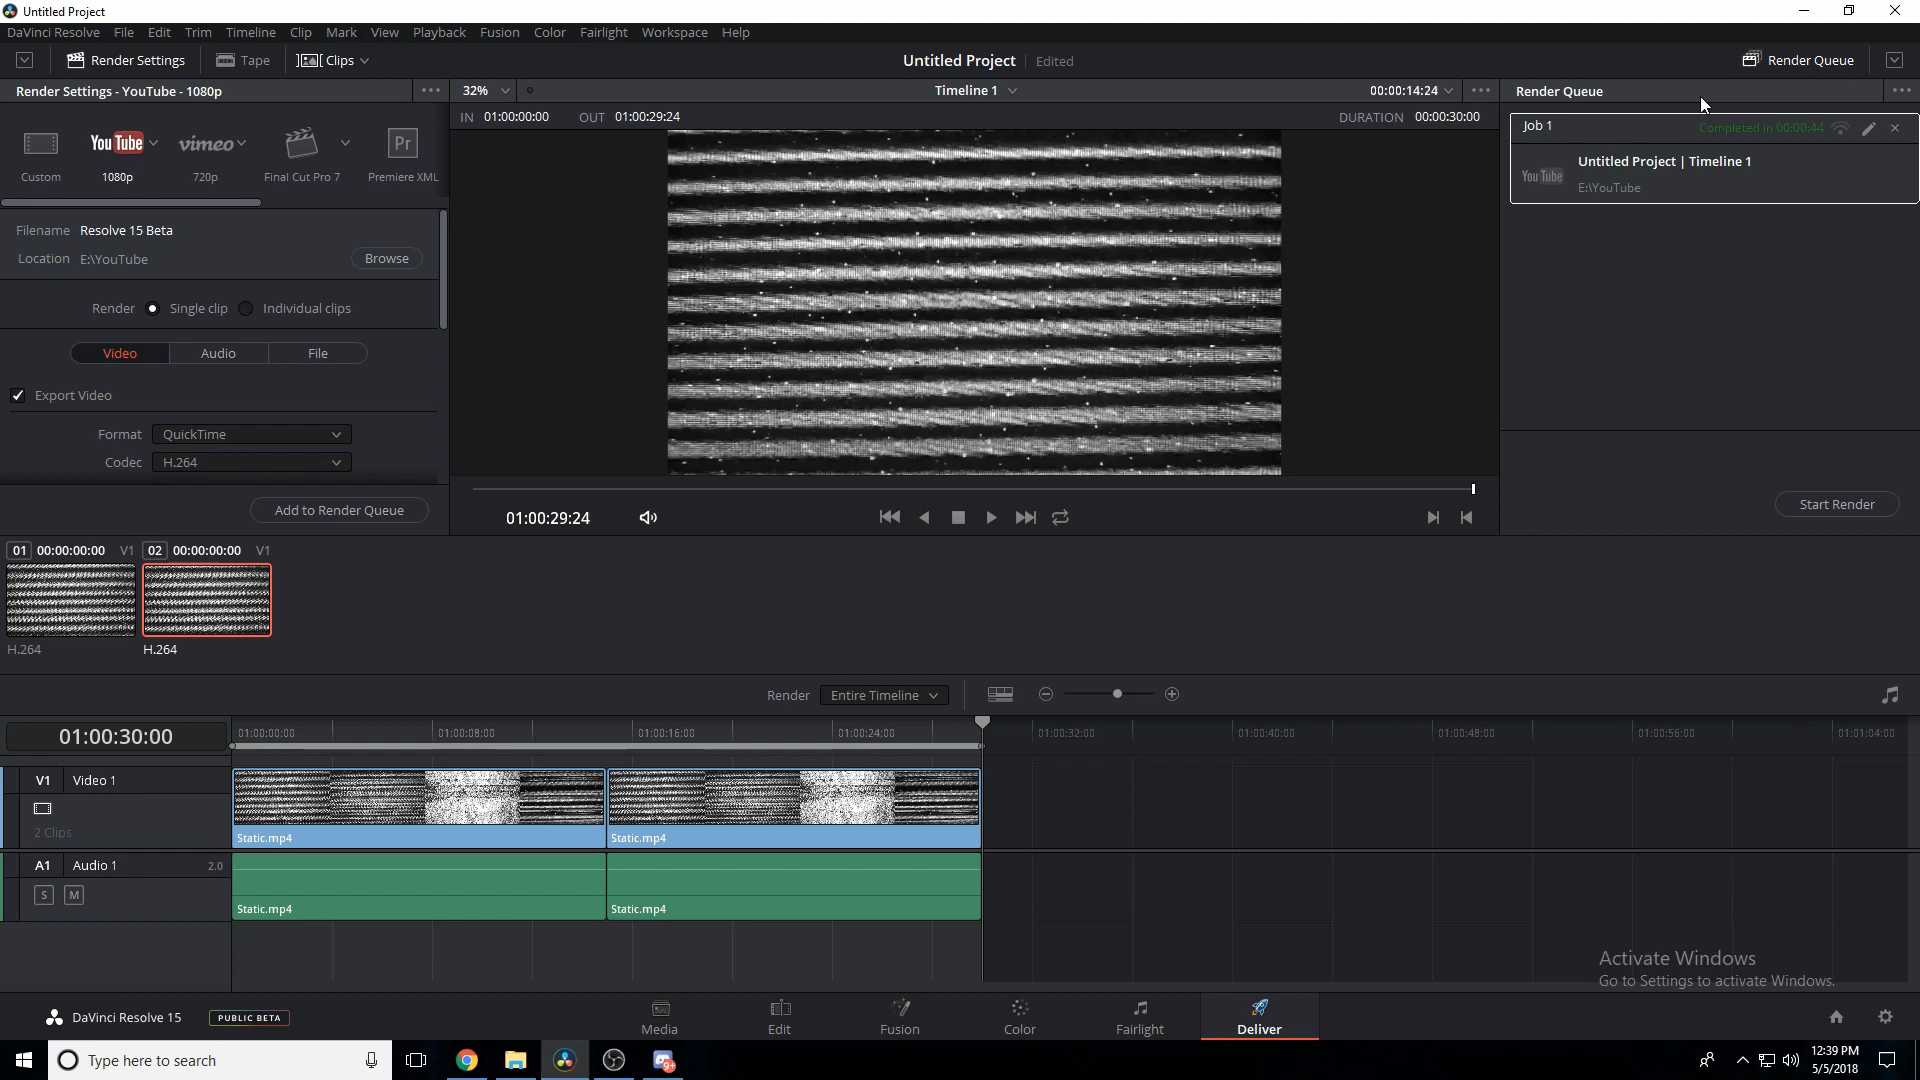 Untitled Project
DaVinci Resolve File Edit Trim Timeline Clip Mark View Playback Fusion Color Fairlight Workspace Help
Render Settings Tape Clips Untitled Project Edited Render Queue
Render Settings - YouTube - 1080p 32% Timeline 1 00:00:14:24 Render Queue
IN 01:00:00:00 OUT 01:00:29:24 DURATION 00:00:30:00
Job 1 Completed in 00:00:44
YouTube vimeo Pr
Custom 1080p 720p Final Cut Pro 7 Premiere XML
Untitled Project | Timeline 1
YouTube
E:\YouTube
Filename Resolve 15 Beta
Location E:\YouTube Browse
Render Single clip Individual clips
Video Audio File
Export Video
Format QuickTime
Codec H.264
Add to Render Queue
01:00:29:24
Start Render
01 00:00:00:00 V1 02 00:00:00:00 V1
H.264 H.264
Render Entire Timeline
01:00:30:00
01:00:00:00 01:00:08:00 01:00:16:00 01:00:24:00 01:00:32:00 01:00:40:00 01:00:48:00 01:00:56:00 01:01:04:00
V1 Video 1
2 Clips
Static.mp4 Static.mp4
A1 Audio 1 2.0
S M
Static.mp4 Static.mp4
Activate Windows
Go to Settings to activate Windows.
DaVinci Resolve 15 PUBLIC BETA
Media Edit Fusion Color Fairlight Deliver
Type here to search
9+
12:39 PM
5/5/2018